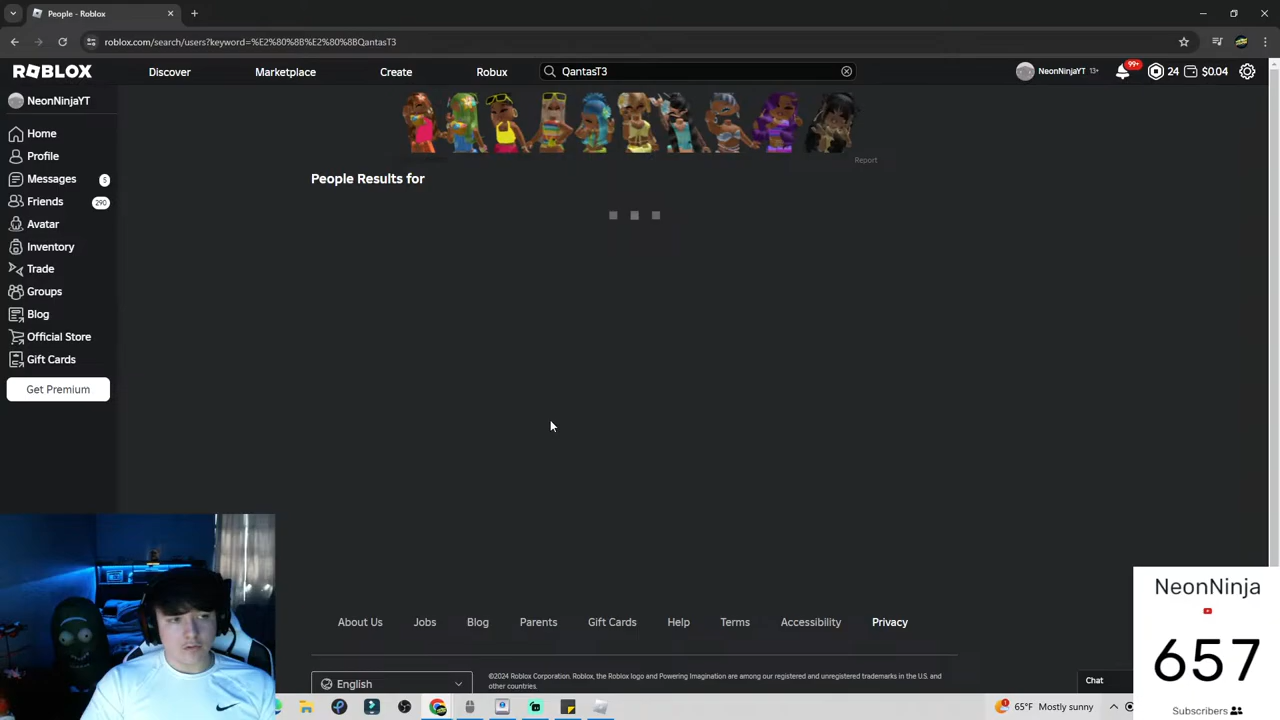 People - Roblox
roblox.com/search/users?keyword=%E2%80%8B%E2%80%8BQantasT3
ROBLOX Discover Marketplace Create Robux QantasT3 NeonNinjaYT 13+ 99+ 24 $0.04
NeonNinjaYT
Home
Profile
Messages 5
Friends 290
Avatar
Inventory
Trade
Groups
Blog
Official Store
Gift Cards
Get Premium
Report
People Results for
About Us Jobs Blog Parents Gift Cards Help Terms Accessibility Privacy
English
©2024 Roblox Corporation. Roblox, the Roblox logo and Powering Imagination are among our registered and unregistered trademarks in the U.S. and
other countries.
Chat
NeonNinja
657
Subscribers
1 65°F Mostly sunny